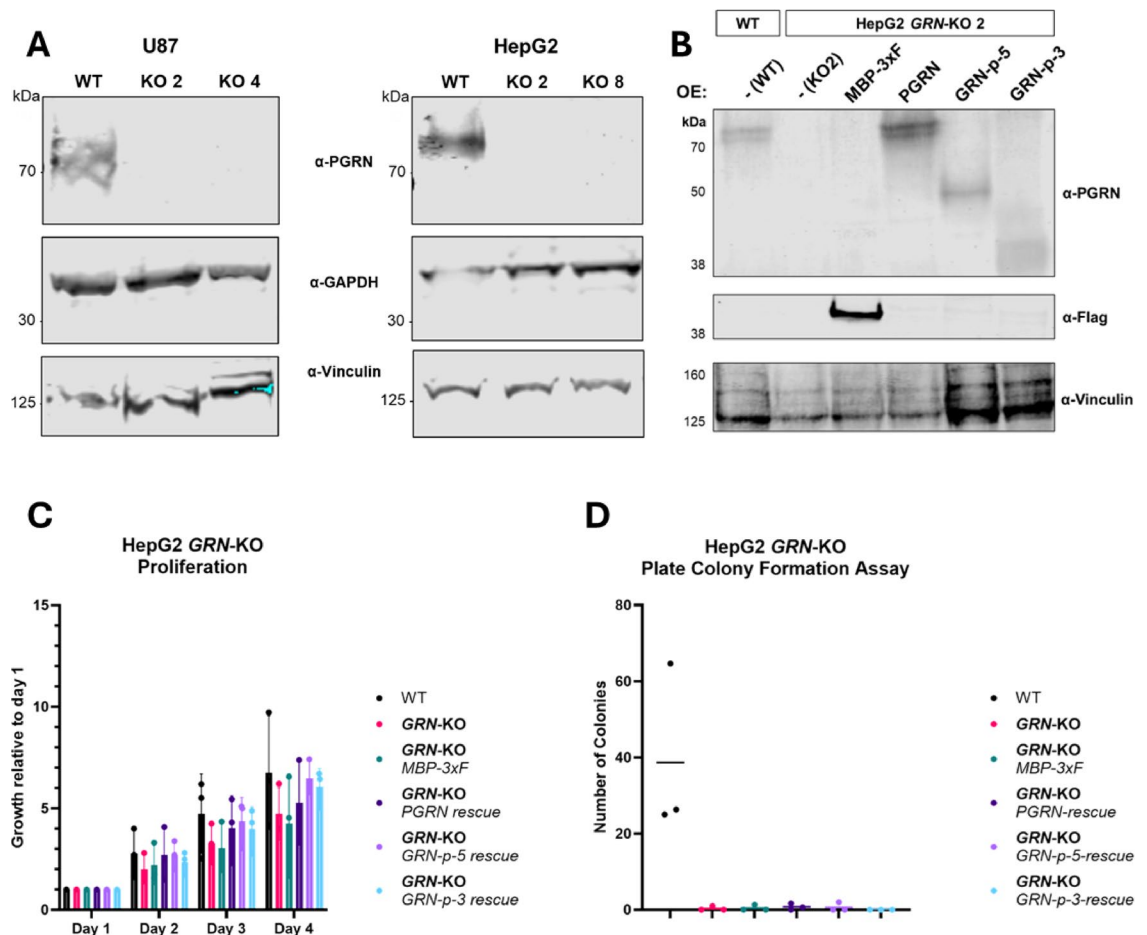 A
U87
WT KO 2 KO 4
kDa
70
30
125
HepG2
WT KO 2 KO 8
kDa
70
30
125
α-PGRN
α-GAPDH
α-Vinculin
B
WT HepG2 GRN-KO 2
OE: - (WT) - (KO2) MBP-3xF PGRN GRN-p-5 GRN-p-3
kDa
70
50
38
α-PGRN
38
α-Flag
160
125
α-Vinculin
C
HepG2 GRN-KO
Proliferation
Growth relative to day 1
15
10
5
0
Day 1 Day 2 Day 3 Day 4
WT
GRN-KO
GRN-KO
MBP-3xF
GRN-KO
PGRN rescue
GRN-KO
GRN-p-5 rescue
GRN-KO
GRN-p-3 rescue
D
HepG2 GRN-KO
Plate Colony Formation Assay
Number of Colonies
80
60
40
20
0
WT
GRN-KO
GRN-KO
MBP-3xF
GRN-KO
PGRN-rescue
GRN-KO
GRN-p-5-rescue
GRN-KO
GRN-p-3-rescue